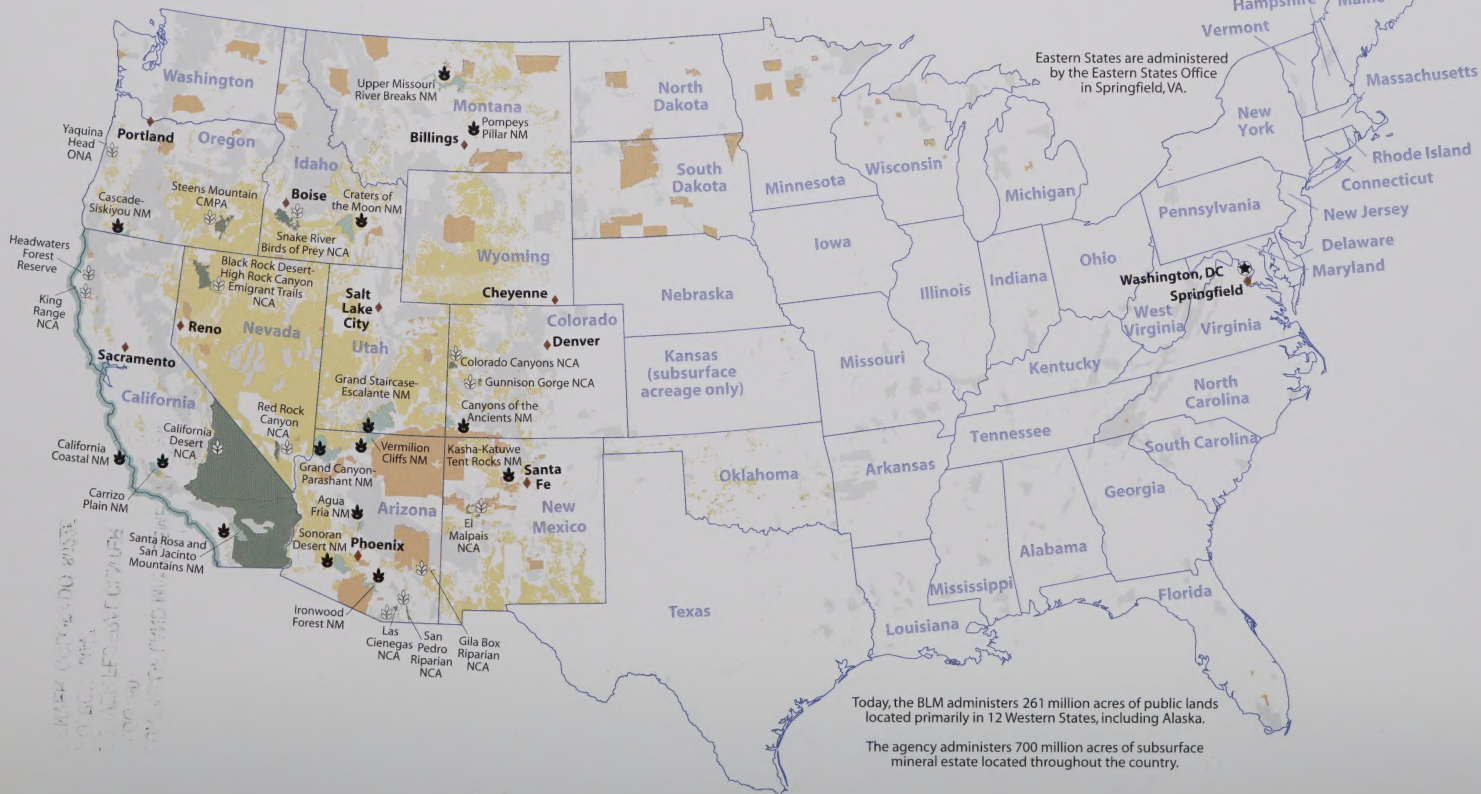 Hampshire
Maine
Vermont
Eastern States are administered
by the Eastern States Office
in Springfield, VA.
Massachusetts
Washington
Upper Missouri
River Breaks NM
Montana
North
Dakota
New
York
Yaquina
Head
ONA
Portland
Oregon
Pompeys
Pillar NM
Billings
Rhode Island
Idaho
South
Dakota
Minnesota
Wisconsin
Michigan
Connecticut
Cascade-
Siskiyou NM
Steens Mountain
CMPA
Boise
Craters of
the Moon NM
Pennsylvania
New Jersey
Snake River
Birds of Prey NCA
Iowa
Delaware
Headwaters
Forest
Reserve
Black Rock Desert-
High Rock Canyon
Emigrant Trails
NCA
Wyoming
Ohio
Maryland
Washington, DC
Springfield
Indiana
Illinois
King
Range
NCA
Salt
Lake
City
Cheyenne
Nebraska
West
Virginia
Virginia
Reno
Nevada
Colorado
Denver
Utah
Sacramento
Colorado Canyons NCA
Kansas
(subsurface
acreage only)
Missouri
Kentucky
Gunnison Gorge NCA
Grand Staircase-
Escalante NM
North
Carolina
California
Canyons of the
Ancients NM
Red Rock
Canyon
NCA
California
Desert
NCA
Tennessee
South Carolina
California
Coastal NM
Vermilion
Cliffs NM
Kasha-Katuwe
Tent Rocks NM
Santa
Fe
Oklahoma
Arkansas
Grand Canyon-
Parashant NM
Georgia
Carrizo
Plain NM
Agua
Fria NM
Arizona
New
Mexico
El
Malpais
NCA
Santa Rosa and
San Jacinto
Mountains NM
Sonoran
Desert NM
Phoenix
Alabama
Mississippi
Florida
Ironwood
Forest NM
Texas
Louisiana
Las
Cienegas
NCA
San
Pedro
Riparian
NCA
Gila Box
Riparian
NCA
Today, the BLM administers 261 million acres of public lands
located primarily in 12 Western States, including Alaska.
The agency administers 700 million acres of subsurface
mineral estate located throughout the country.